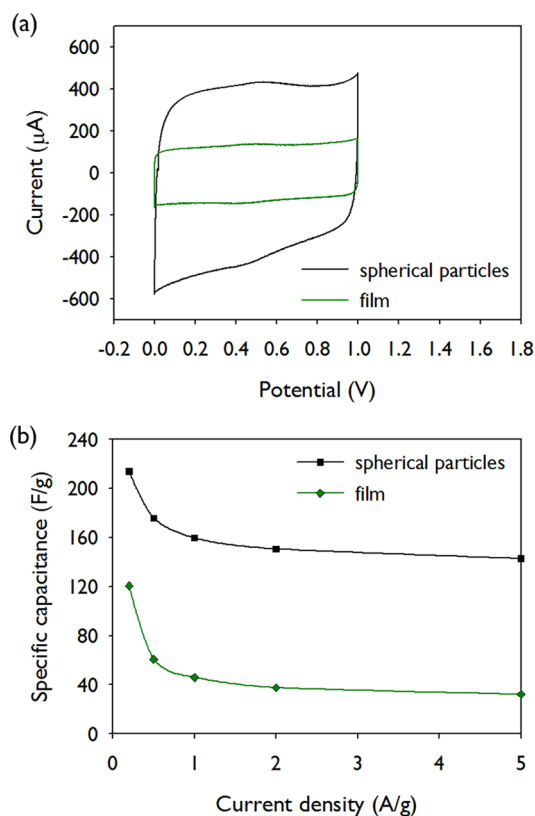 (a)
600
400
200
0
-200
-400
-600
Current (μA)
spherical particles
film
-0.2 0.0 0.2 0.4 0.6 0.8 1.0 1.2 1.4 1.6 1.8
Potential (V)
(b)
240
200
160
120
80
40
0
Specific capacitance (F/g)
spherical particles
film
0 1 2 3 4 5
Current density (A/g)